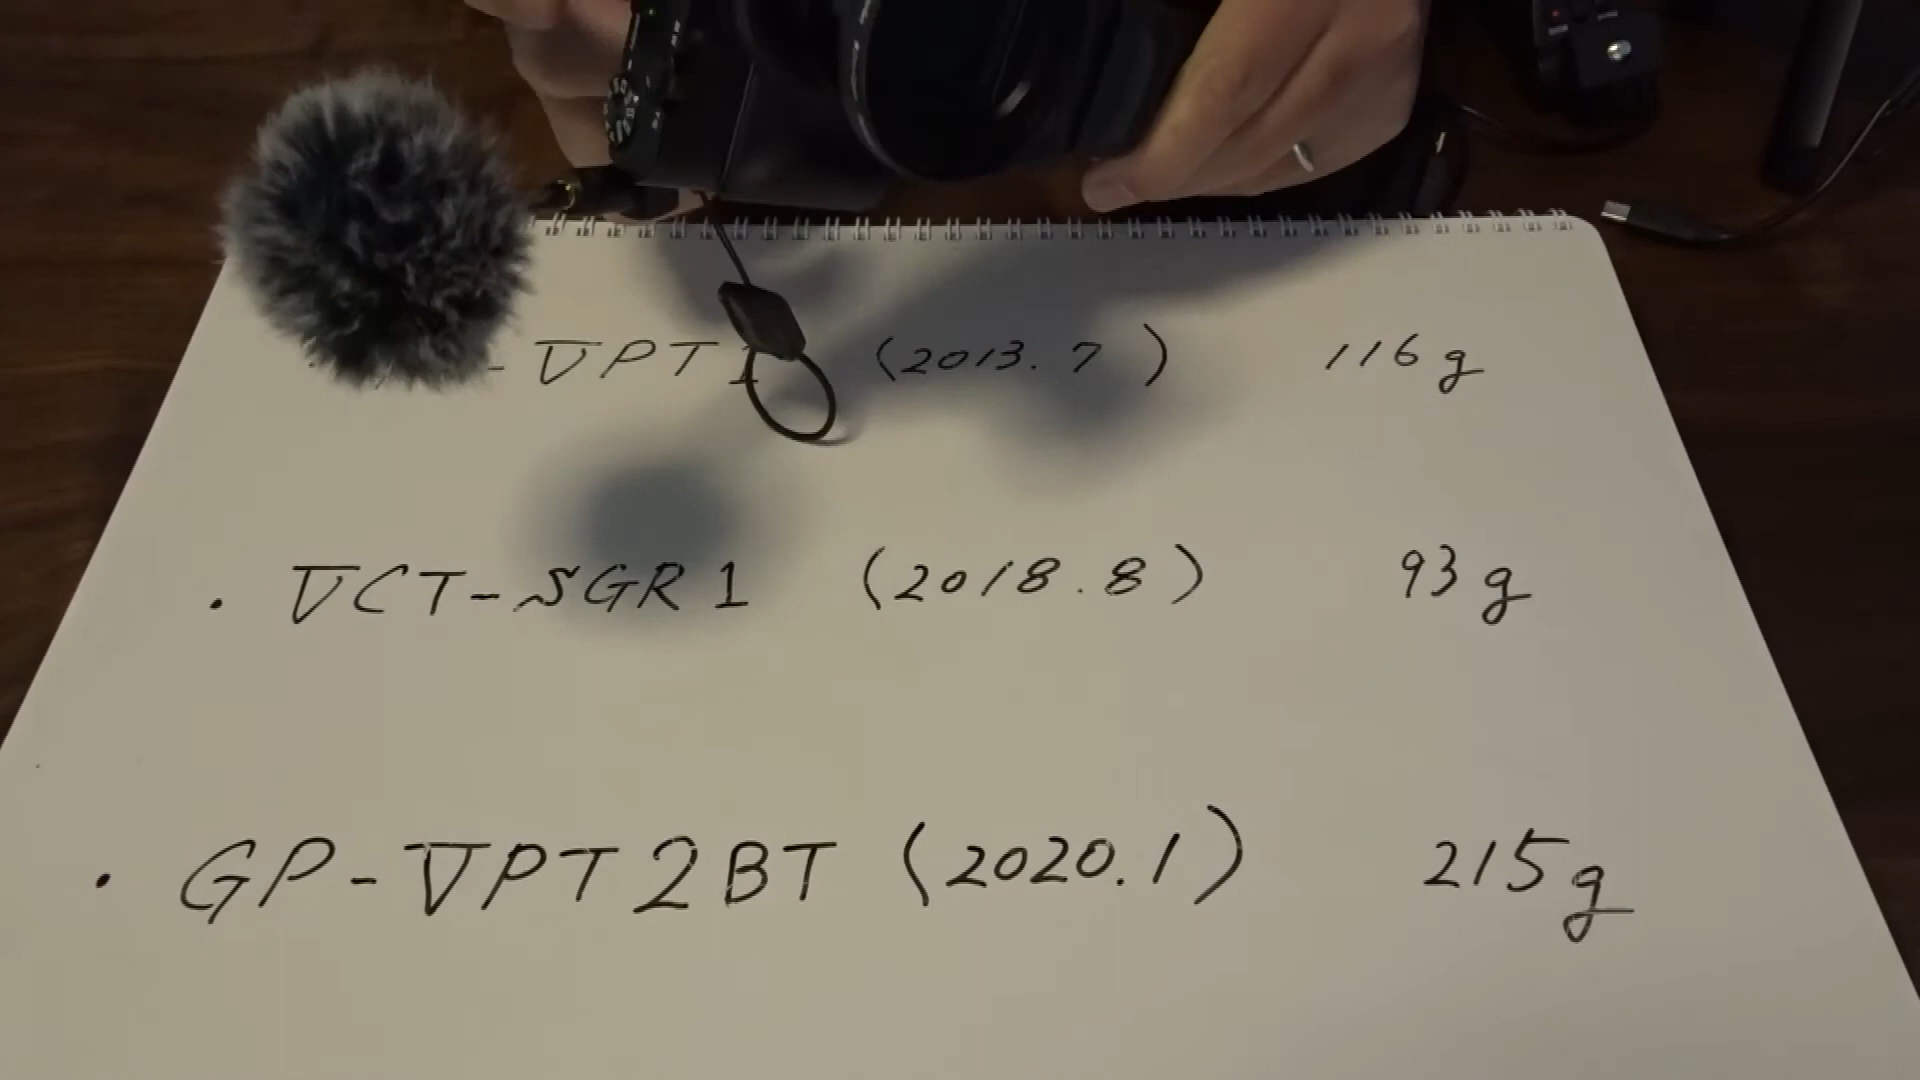 - VPT1 (2013.7) 116g
・VCT-SGR1 (2018.8) 93g
・GP-VPT2BT (2020.1) 215g